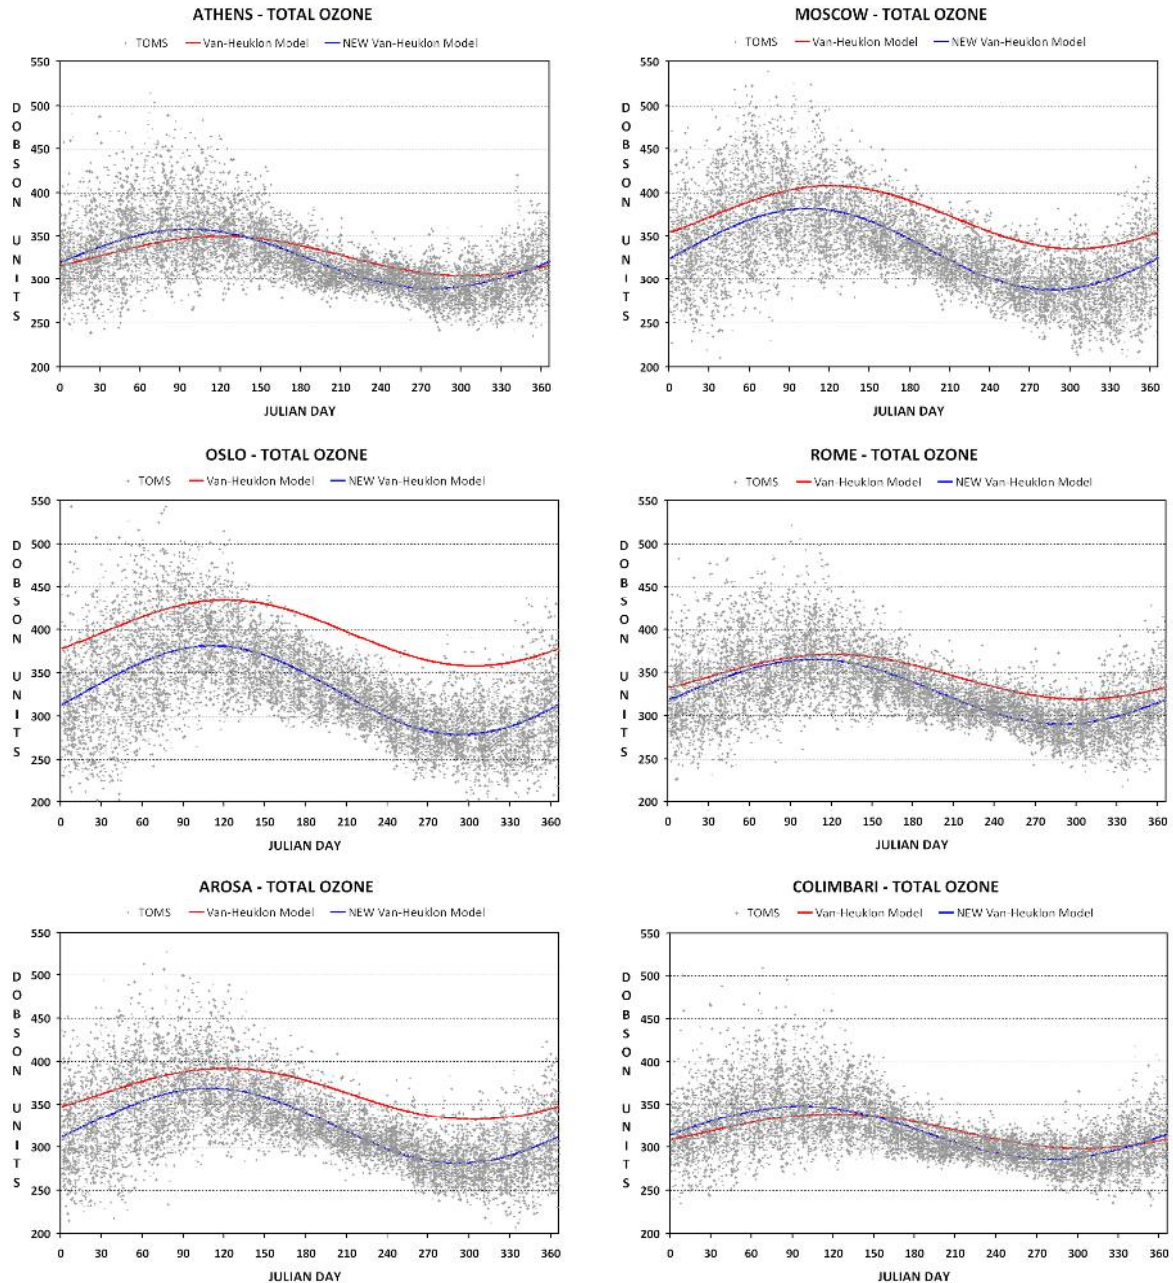 ATHENS - TOTAL OZONE
TOMS Van-Heuklon Model NEW Van-Heuklon Model
DOBSON UNITS
550
500
450
400
350
300
250
200
0 30 60 90 120 150 180 210 240 270 300 330 360
JULIAN DAY
MOSCOW - TOTAL OZONE
TOMS Van-Heuklon Model NEW Van-Heuklon Model
DOBSON UNITS
550
500
450
400
350
300
250
200
0 30 60 90 120 150 180 210 240 270 300 330 360
JULIAN DAY
OSLO - TOTAL OZONE
TOMS Van-Heuklon Model NEW Van-Heuklon Model
DOBSON UNITS
550
500
450
400
350
300
250
200
0 30 60 90 120 150 180 210 240 270 300 330 360
JULIAN DAY
ROME - TOTAL OZONE
TOMS Van-Heuklon Model NEW Van-Heuklon Model
DOBSON UNITS
550
500
450
400
350
300
250
200
0 30 60 90 120 150 180 210 240 270 300 330 360
JULIAN DAY
AROSA - TOTAL OZONE
TOMS Van-Heuklon Model NEW Van-Heuklon Model
DOBSON UNITS
550
500
450
400
350
300
250
200
0 30 60 90 120 150 180 210 240 270 300 330 360
JULIAN DAY
COLIMBARI - TOTAL OZONE
TOMS Van-Heuklon Model NEW Van-Heuklon Model
DOBSON UNITS
550
500
450
400
350
300
250
200
0 30 60 90 120 150 180 210 240 270 300 330 360
JULIAN DAY